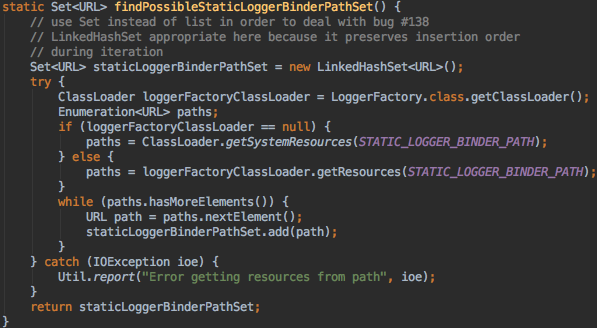 static Set<URL> findPossibleStaticLoggerBinderPathSet() {
    // use Set instead of list in order to deal with bug #138
    // LinkedHashSet appropriate here because it preserves insertion order
    // during iteration
    Set<URL> staticLoggerBinderPathSet = new LinkedHashSet<URL>();
    try {
        ClassLoader loggerFactoryClassLoader = LoggerFactory.class.getClassLoader();
        Enumeration<URL> paths;
        if (loggerFactoryClassLoader == null) {
            paths = ClassLoader.getSystemResources(STATIC_LOGGER_BINDER_PATH);
        } else {
            paths = loggerFactoryClassLoader.getResources(STATIC_LOGGER_BINDER_PATH);
        }
        while (paths.hasMoreElements()) {
            URL path = paths.nextElement();
            staticLoggerBinderPathSet.add(path);
        }
    } catch (IOException ioe) {
        Util.report("Error getting resources from path", ioe);
    }
    return staticLoggerBinderPathSet;
}